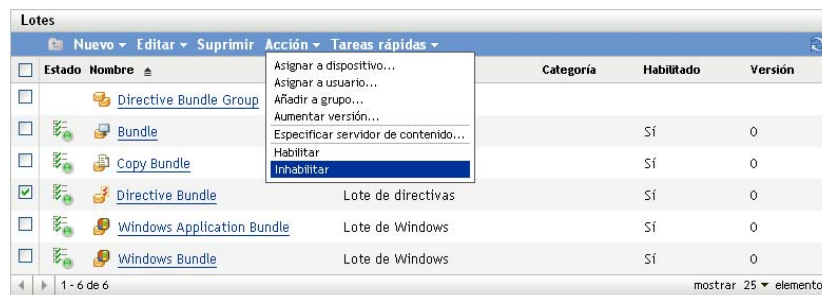 Lotes
Nuevo Editar Suprimir Acción Tareas rápidas
Estado Nombre Categoría Habilitado Versión
Asignar a dispositivo...
Asignar a usuario...
Añadir a grupo...
Aumentar versión...
Especificar servidor de contenido...
Habilitar
Inhabilitar
Directive Bundle Group
Bundle Sí 0
Copy Bundle Sí 0
Directive Bundle Lote de directivas Sí 0
Windows Application Bundle Lote de Windows Sí 0
Windows Bundle Lote de Windows Sí 0
1 - 6 de 6 mostrar 25 elemento